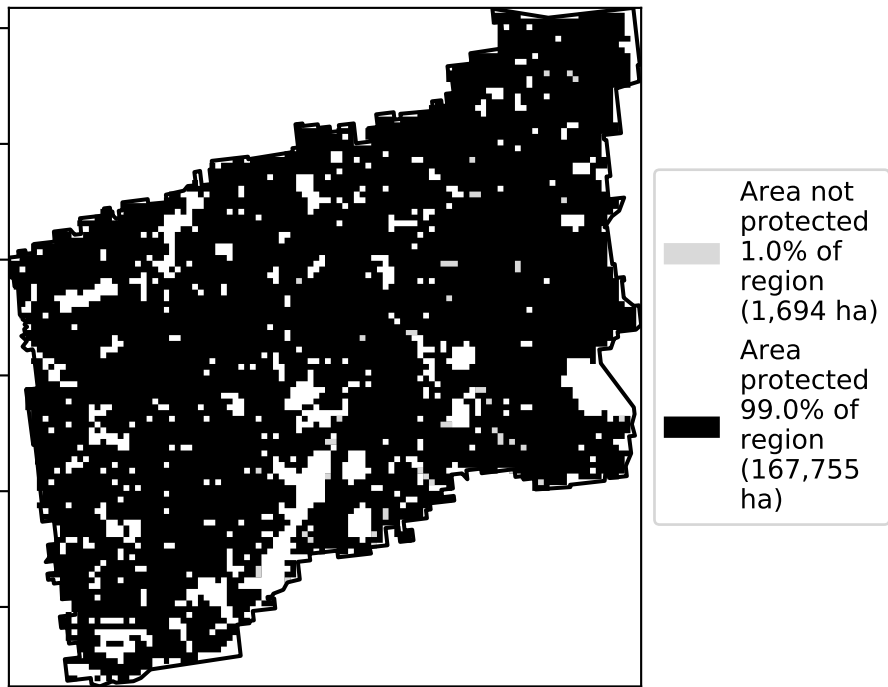 Area not
protected
1.0% of
region
(1,694 ha)
Area
protected
99.0% of
region
(167,755
ha)